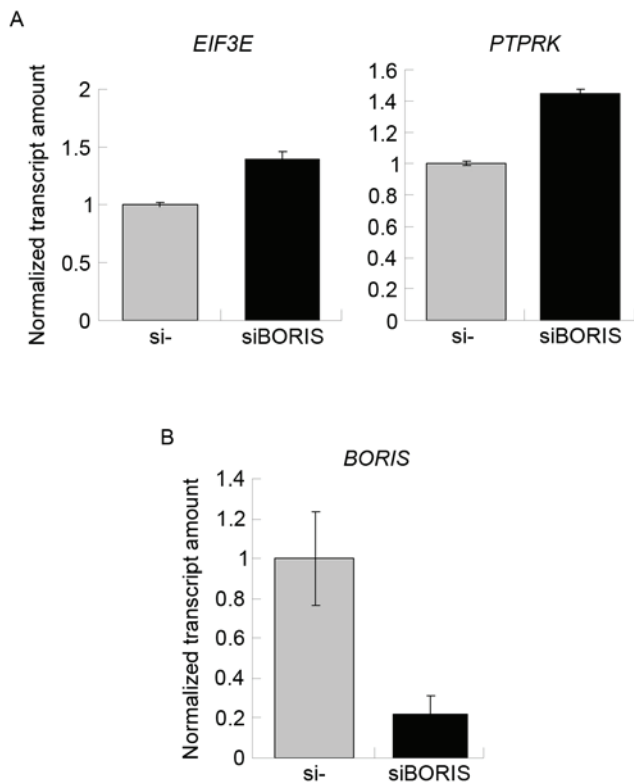 A
EIF3E
PTPRK
Normalized transcript amount
2
1.5
1
0.5
0
si-
siBORIS
1.6
1.4
1.2
1
0.8
0.6
0.4
0.2
0
si-
siBORIS
B
BORIS
Normalized transcript amount
1.4
1.2
1
0.8
0.6
0.4
0.2
0
si-
siBORIS